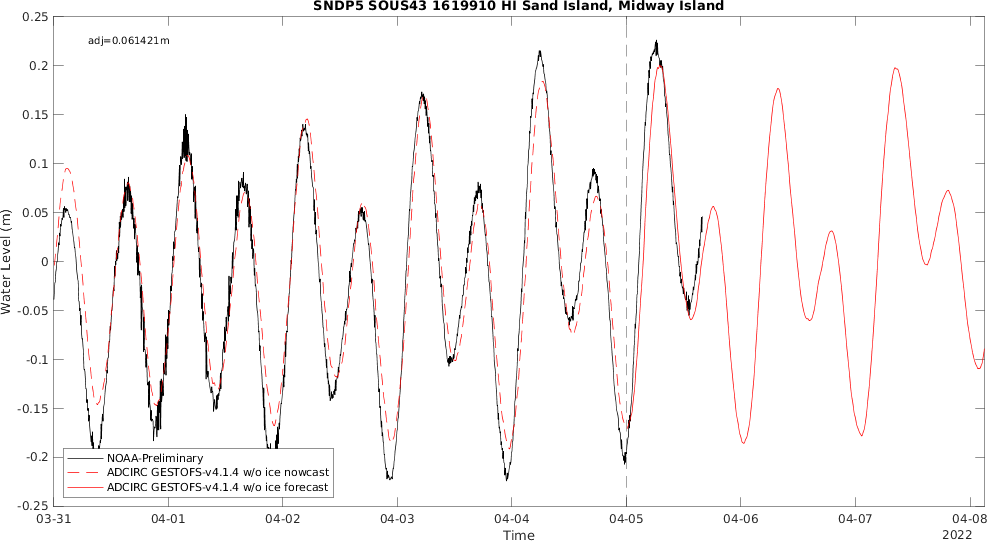 SNDP5 SOUS43 1619910 HI Sand Island, Midway Island
adj=0.061421m
0.25
0.2
0.15
0.1
0.05
0
-0.05
-0.1
-0.15
-0.2
-0.25
Water Level (m)
NOAA-Preliminary
ADCIRC GESTOFS-v4.1.4 w/o ice nowcast
ADCIRC GESTOFS-v4.1.4 w/o ice forecast
03-31 04-01 04-02 04-03 04-04 04-05 04-06 04-07 04-08
Time
2022